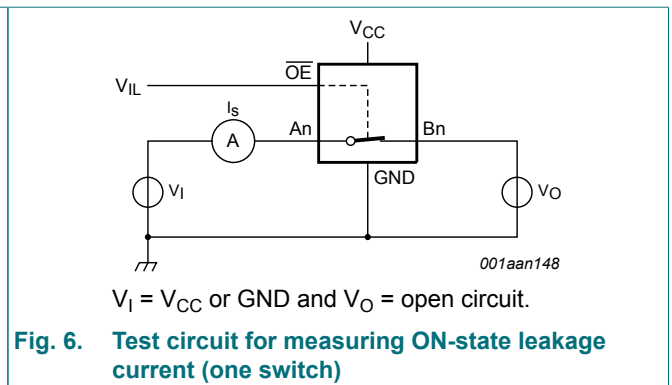 VCC
OE
VIL
IS
A
An
Bn
GND
VI
VO
001aan148
VI = VCC or GND and VO = open circuit.
Fig. 6. Test circuit for measuring ON-state leakage
current (one switch)